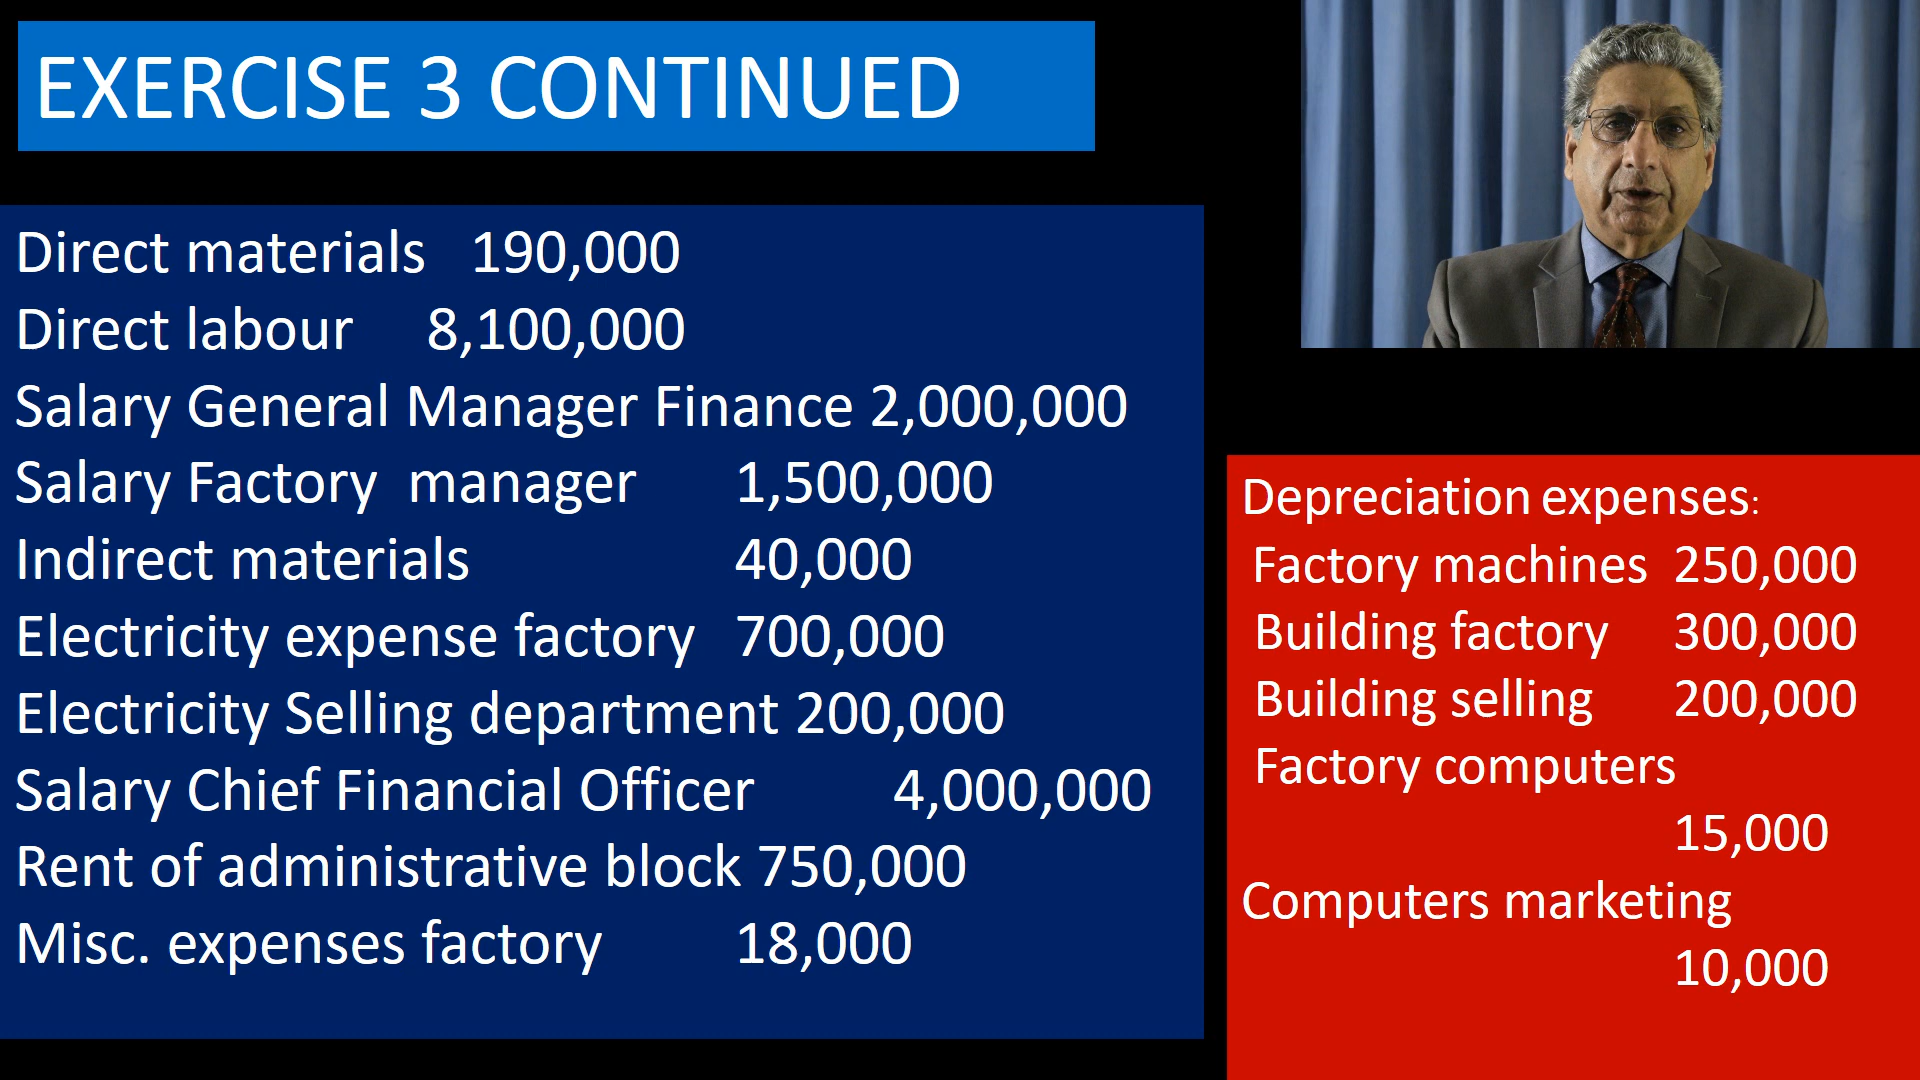 EXERCISE 3 CONTINUED
Direct materials 190,000
Direct labour 8,100,000
Salary General Manager Finance 2,000,000
Salary Factory manager 1,500,000
Indirect materials 40,000
Electricity expense factory 700,000
Electricity Selling department 200,000
Salary Chief Financial Officer 4,000,000
Rent of administrative block 750,000
Misc. expenses factory 18,000
Depreciation expenses:
Factory machines 250,000
Building factory 300,000
Building selling 200,000
Factory computers
15,000
Computers marketing
10,000